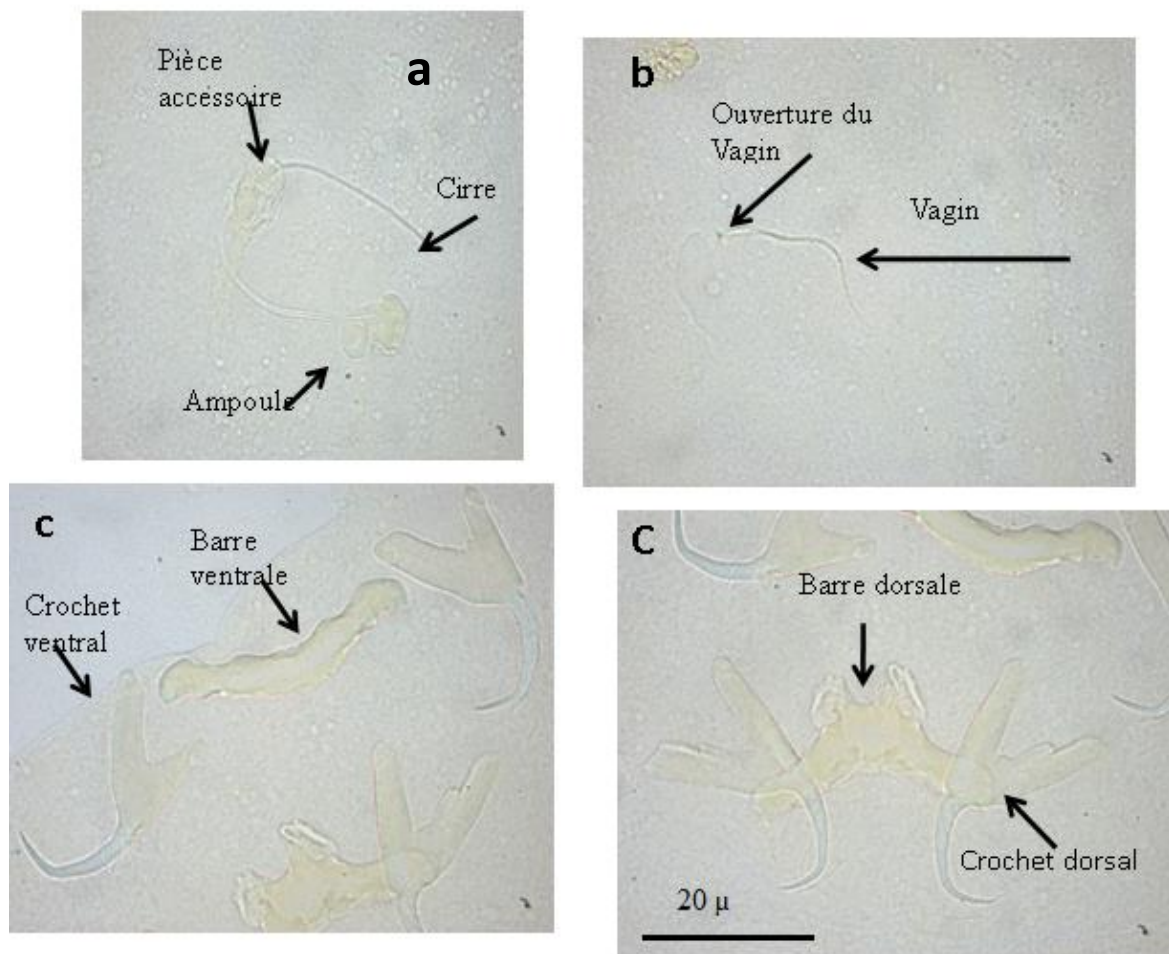 a
Pièce
accessoire
Cirre
Ampoule
b
Ouverture du
Vagin
Vagin
c
Barre
ventrale
Crochet
ventral
C
Barre dorsale
Crochet dorsal
20 µ